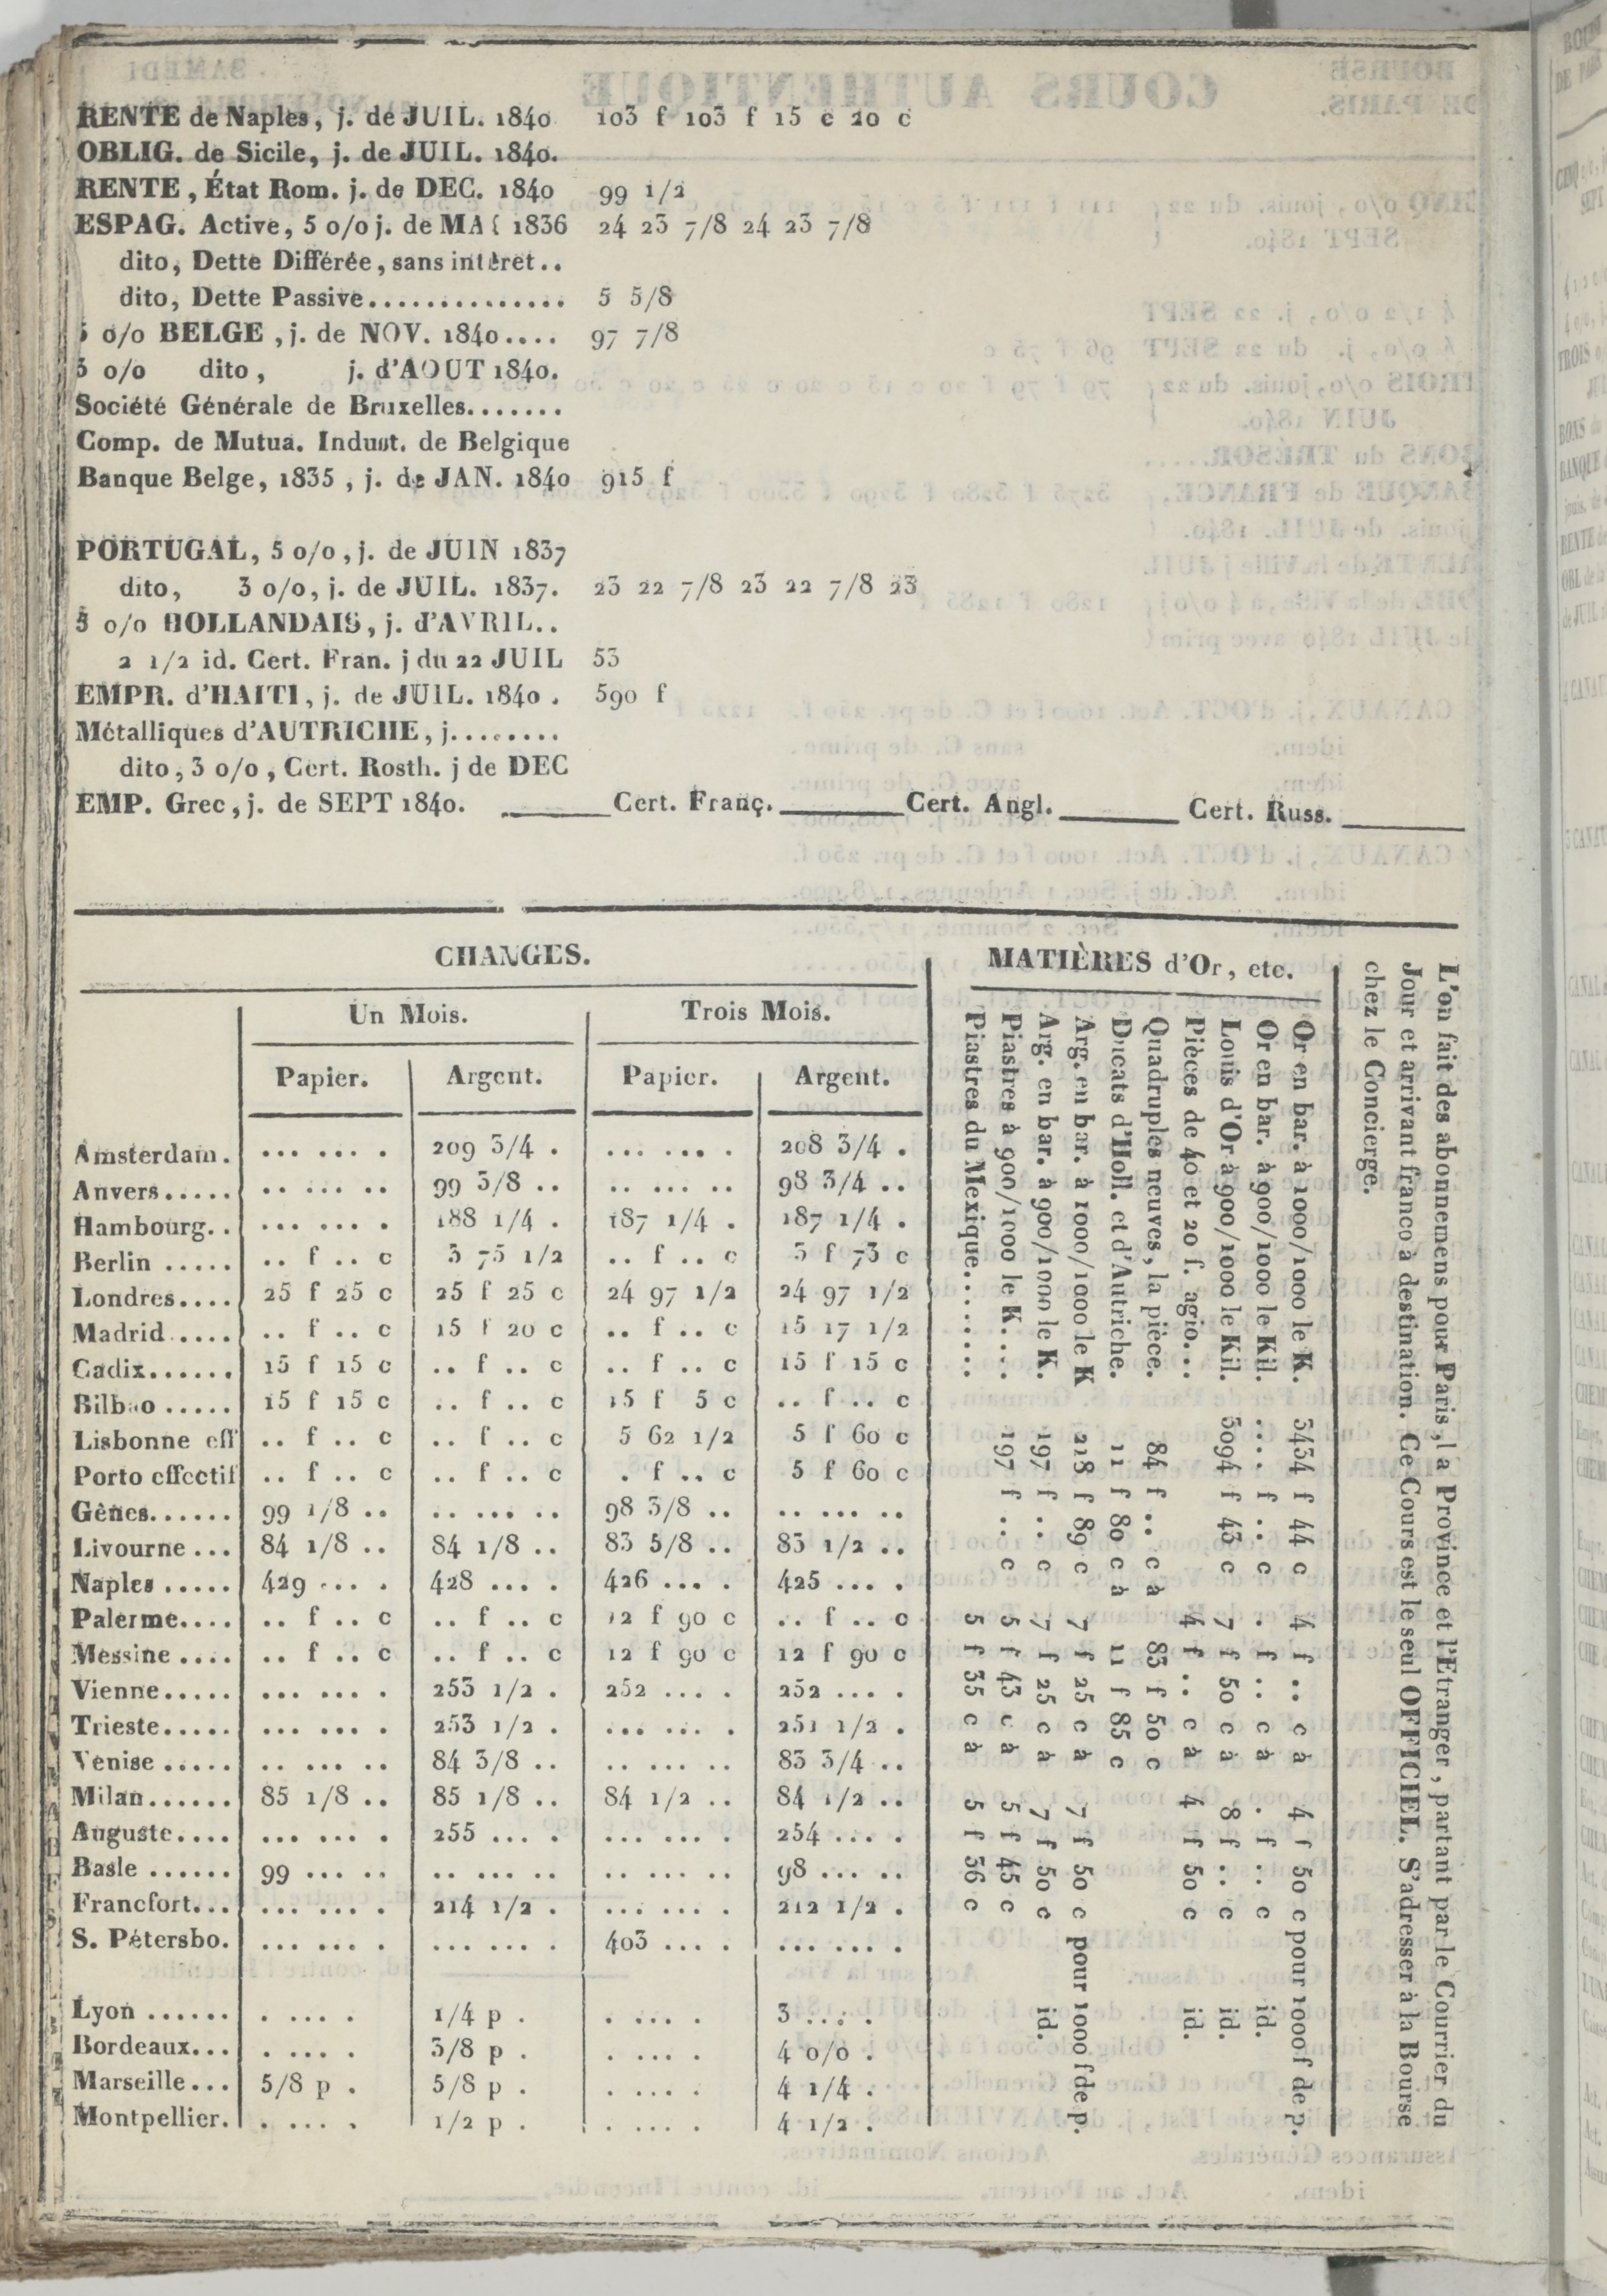 RENTE de Naples, j. de JUIL. 1840 103 f 103 f 15 c 20 c
OBLIG. de Sicile, j. de JUIL. 1840.
RENTE, État Rom. j. de DEC. 1840 99 1/2
ESPAG. Active, 5 o/o j. de MAI 1836 24 23 7/8 24 23 7/8
dito, Dette Différée, sans intèret..
dito, Dette Passive.............. 5 5/8
5 o/o BELGE, j. de NOV. 1840.... 97 7/8
3 o/o dito, j. d'AOUT 1840.
Société Générale de Bruxelles.......
Comp. de Mutua. Indust. de Belgique
Banque Belge, 1835, j. de JAN. 1840 915 f
PORTUGAL, 5 o/o, j. de JUIN 1837
dito, 3 o/o, j. de JUIL. 1837. 23 22 7/8 23 22 7/8 23
5 o/o HOLLANDAIS, j. d'AVRIL..
2 1/2 id. Cert. Fran. j du 22 JUIL 53
EMPR. d'HAITI, j. de JUIL. 1840. 590 f
Métalliques d'AUTRICHE, j........
dito, 3 o/o, Cert. Rosth. j de DEC
EMP. Grec, j. de SEPT 1840. ______ Cert. Franç. ______ Cert. Angl. ______ Cert. Russ. ______
CHANGES.
Un Mois. Trois Mois.
Papier. Argent. Papier. Argent.
Amsterdam. ... ... . 209 3/4 . ... ... . 208 3/4 .
Anvers..... .. ... .. 99 3/8 .. .. ... .. 98 3/4 ..
Hambourg.. ... ... . 188 1/4 . 187 1/4 . 187 1/4 .
Berlin ..... .. f .. c 3 75 1/2 .. f .. c 3 f 73 c
Londres.... 25 f 25 c 25 f 25 c 24 97 1/2 24 97 1/2
Madrid..... .. f .. c 15 f 20 c .. f .. c 15 17 1/2
Cadix...... 15 f 15 c .. f .. c .. f .. c 15 f 15 c
Bilbao ..... 15 f 15 c .. f .. c 15 f 5 c .. f .. c
Lisbonne eff .. f .. c .. f .. c 5 62 1/2 5 f 60 c
Porto effectif .. f .. c .. f .. c . f .. c 5 f 60 c
Gênes...... 99 1/8 .. .. ... .. 98 3/8 .. .. ... ..
Livourne ... 84 1/8 .. 84 1/8 .. 83 5/8 .. 83 1/2 ..
Naples ..... 429 ... . 428 ... . 426 ... . 425 ... .
Palerme.... .. f .. c .. f .. c 12 f 90 c .. f .. c
Messine .... .. f .. c .. f .. c 12 f 90 c 12 f 90 c
Vienne..... ... ... . 253 1/2 . 252 ... . 252 ... .
Trieste..... ... ... . 253 1/2 . ... ... . 251 1/2 .
Venise ..... .. ... .. 84 3/8 .. .. ... .. 83 3/4 ..
Milan...... 85 1/8 .. 85 1/8 .. 84 1/2 .. 84 1/2 ..
Auguste.... ... ... . 255 ... . ... ... . 254 ... .
Basle ...... 99 ... .. .. ... .. .. ... .. 98 ... ..
Francfort... ... ... . 214 1/2 . ... ... . 212 1/2 .
S. Pétersbo. ... ... . ... ... . 403 ... . ... ... .
Lyon ...... . ... . 1/4 p . . ... . 3 ... .
Bordeaux... . ... . 3/8 p . . ... . 4 o/o .
Marseille... 5/8 p . 5/8 p . . ... . 4 1/4 .
Montpellier. . ... . 1/2 p . . ... . 4 1/2 .
MATIÈRES d'Or, etc.
Or en bar. à 1000/1000 le K. 3434 f 44 c 4 f .. c à 4 f 50 c pour 1000 f de p.
Or en bar. à 900/1000 le Kil. .... f .. c . f .. c à . f .. c id.
Louis d'Or à 900/1000 le Kil. 3094 f 43 c 7 f 50 c à 8 f .. c id.
Pièces de 40 et 20 f. agio... 4 f .. c à 4 f 50 c id.
Quadruples neuves, la pièce. 84 f .. c à 83 f 50 c
Ducats d'Holl. et d'Autriche. 11 f 80 c à 11 f 85 c
Arg. en bar. à 1000/1000 le K 218 f 89 c 7 f 25 c à 7 f 50 c pour 1000 f de p.
Arg. en bar. à 900/1000 le K. 197 f .. c 7 f 25 c à 7 f 50 c id.
Piastres à 900/1000 le K.... 197 f .. c 5 f 43 c à 5 f 45 c
Piastres du Mexique....... 5 f 35 c à 5 f 36 c
L'on fait des abonnemens pour Paris, la Province et l'Etranger, partant par le Courrier du
Jour et arrivant franco à destination. Ce Cours est le seul OFFICIEL. S'adresser à la Bourse
chez le Concierge.